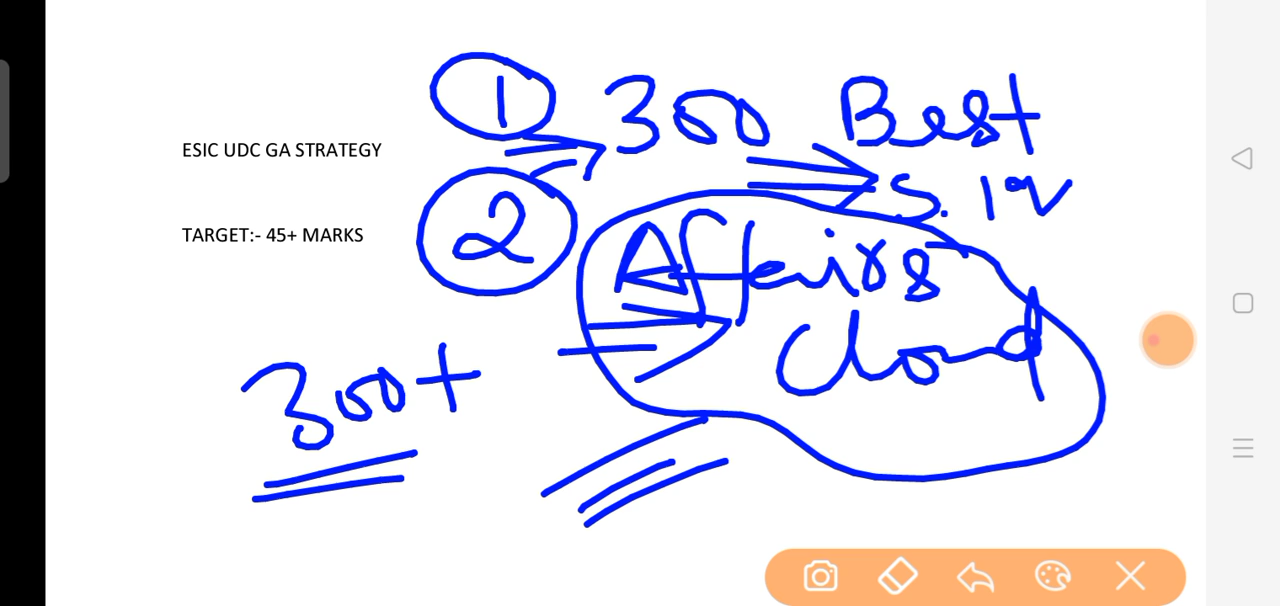 1 300 Best
ESIC UDC GA STRATEGY
2
TARGET:- 45+ MARKS
Affairs
Cloud
300+